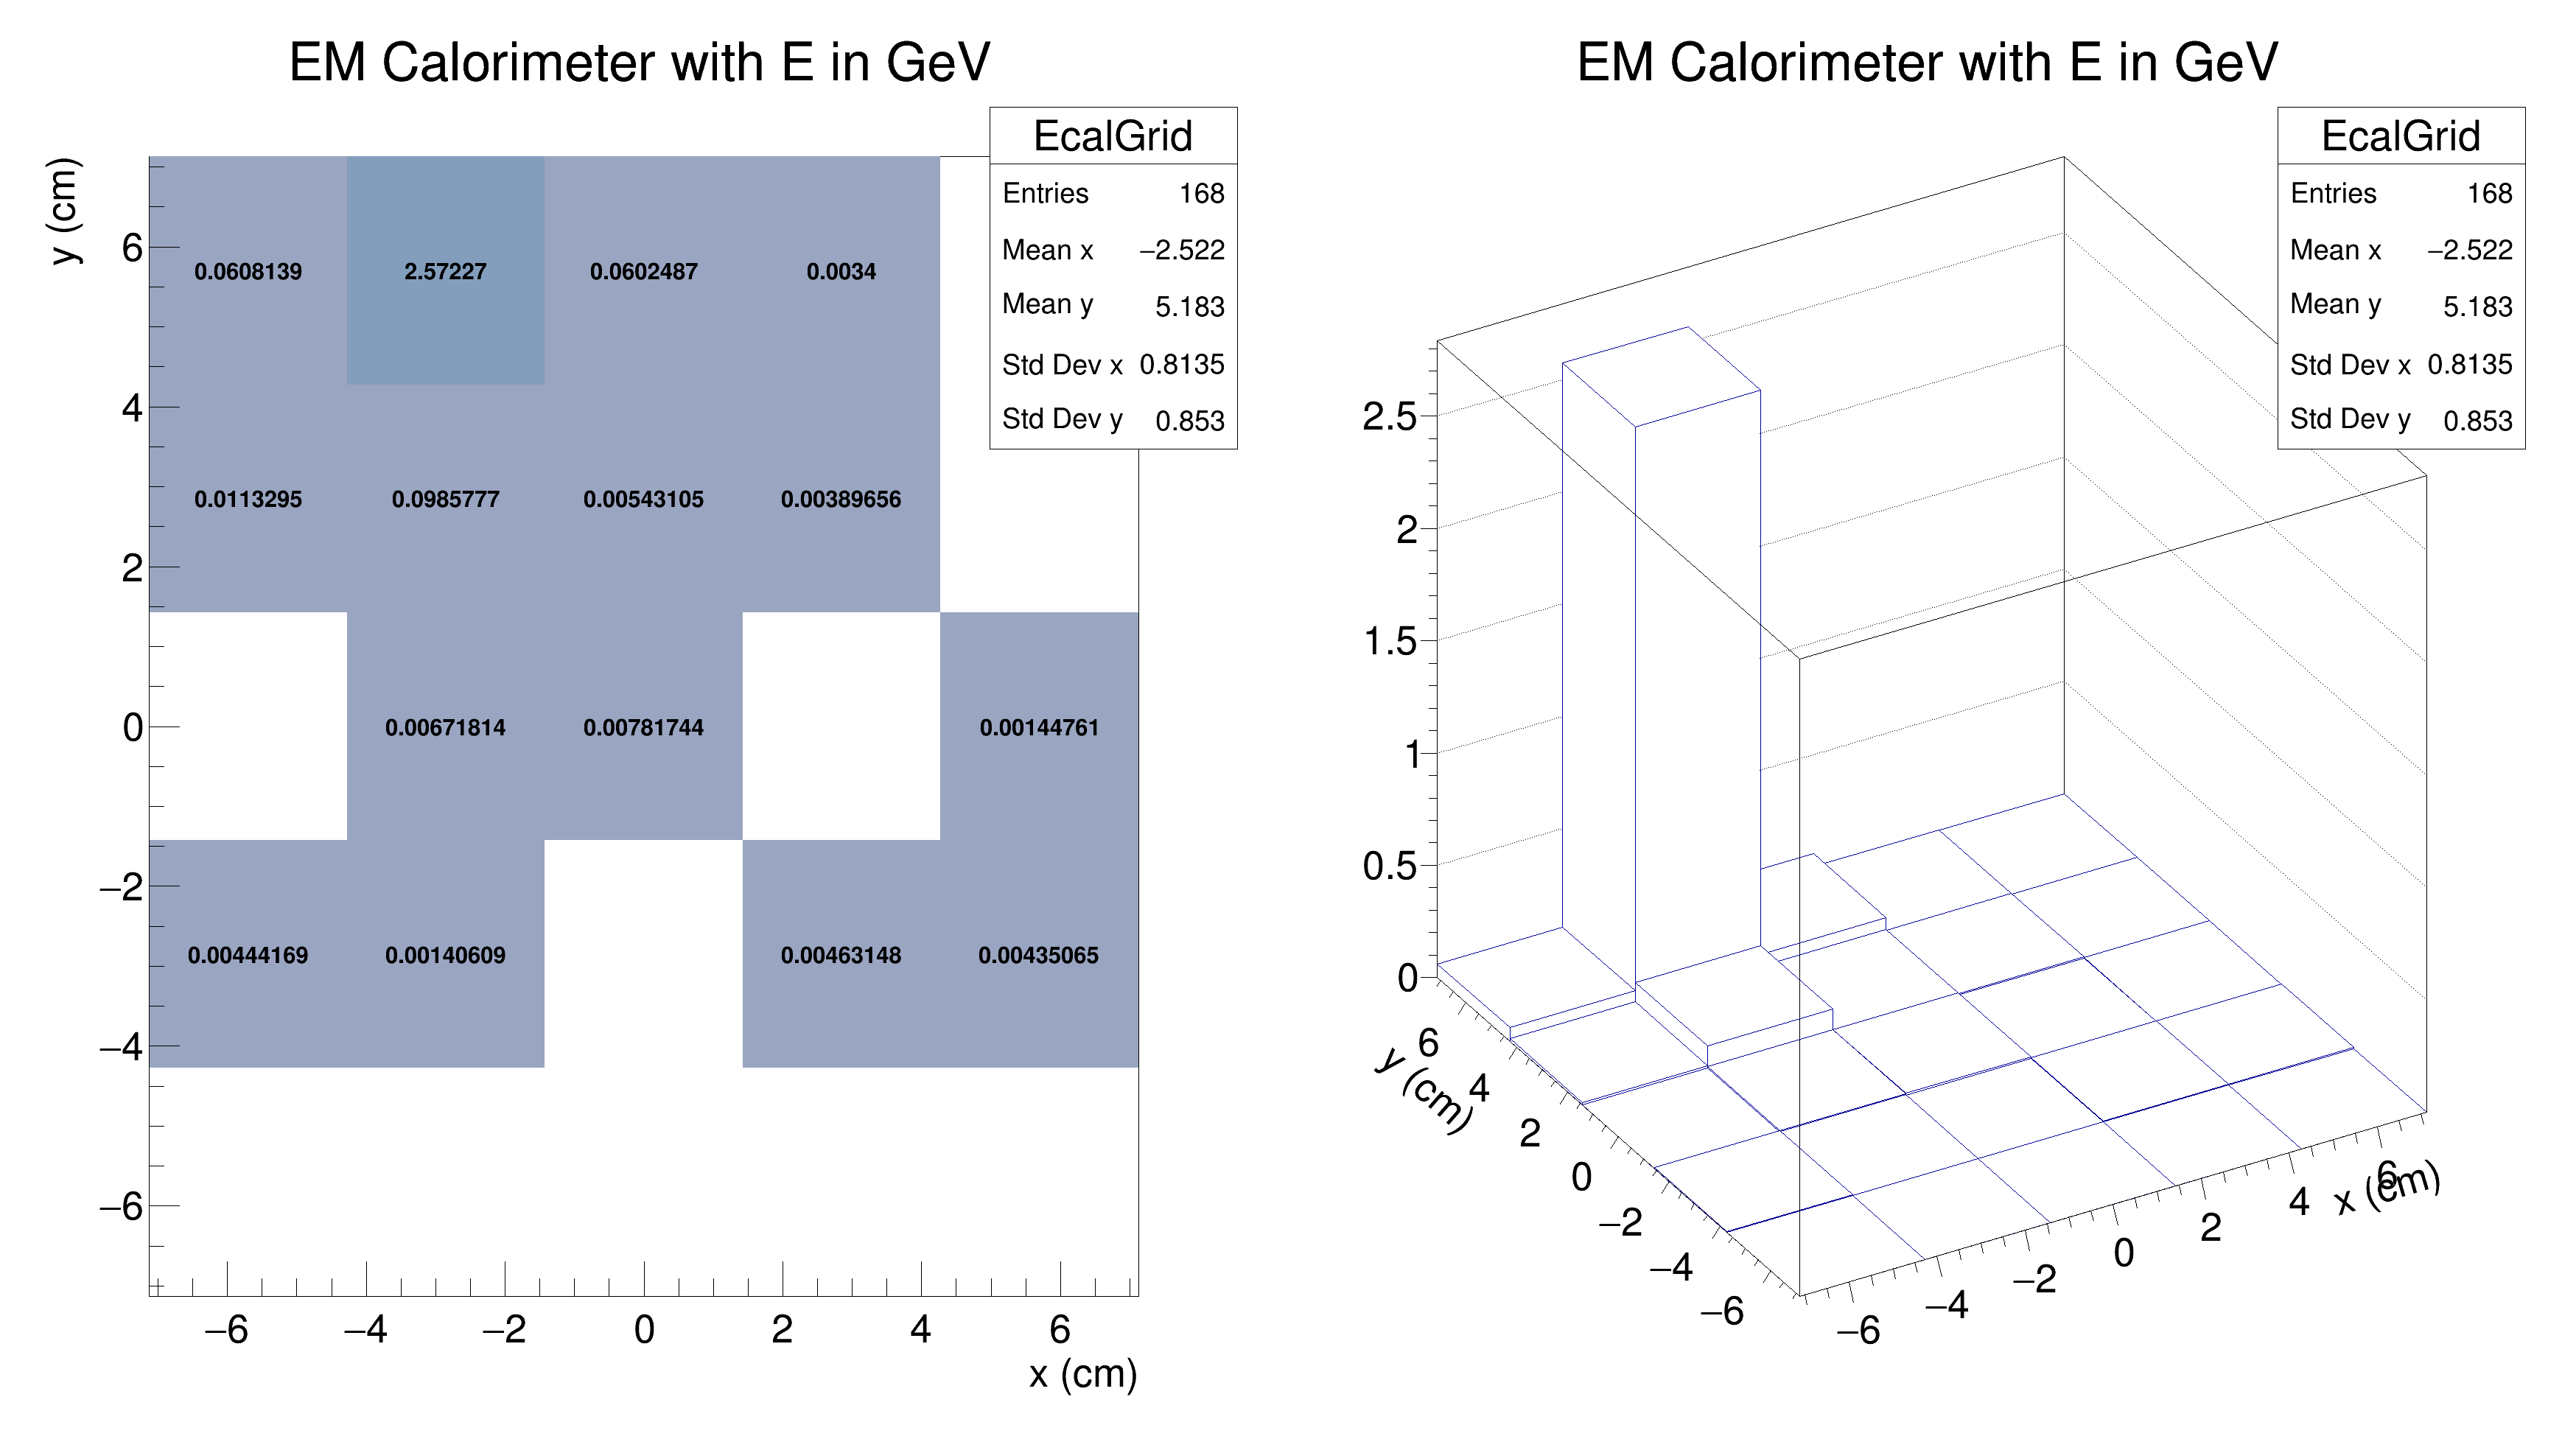 EM Calorimeter with E in GeV
EcalGrid
Entries 168
Mean x −2.522
Mean y 5.183
Std Dev x 0.8135
Std Dev y 0.853
y (cm)
6
4
2
0
−2
−4
−6
0.0608139 2.57227 0.0602487 0.0034
0.0113295 0.0985777 0.00543105 0.00389656
0.00671814 0.00781744 0.00144761
0.00444169 0.00140609 0.00463148 0.00435065
−6 −4 −2 0 2 4 6
x (cm)
EM Calorimeter with E in GeV
EcalGrid
Entries 168
Mean x −2.522
Mean y 5.183
Std Dev x 0.8135
Std Dev y 0.853
2.5
2
1.5
1
0.5
0
6
4
2
0
−2
−4
−6
y (cm)
−6
−4
−2
0
2
4
6
x (cm)